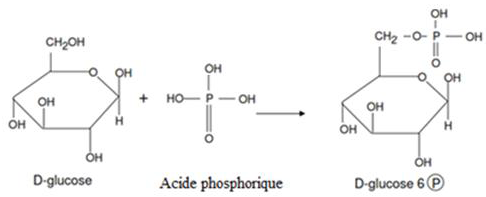 CH₂OH
O OH
OH
OH H
OH
D-glucose
+
OH
HO P OH
O
Acide phosphorique
OH
CH₂ O P OH
O
O OH
OH
OH H
OH
D-glucose 6 P